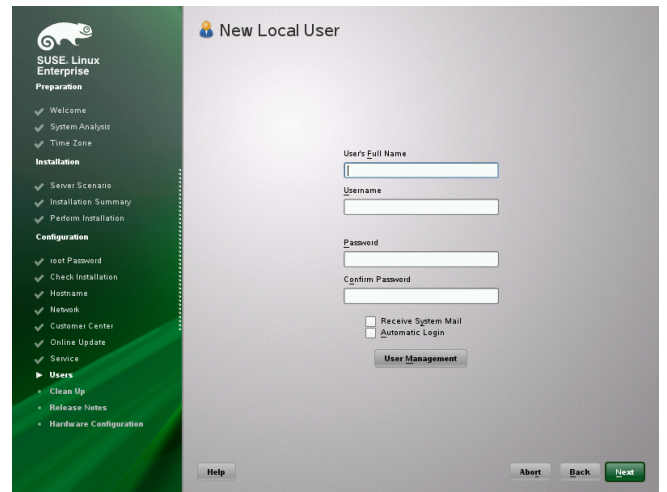 SUSE. Linux
Enterprise
Preparation
Welcome
System Analysis
Time Zone
Installation
Server Scenario
Installation Summary
Perform Installation
Configuration
root Password
Check Installation
Hostname
Network
Customer Center
Online Update
Service
Users
Clean Up
Release Notes
Hardware Configuration
New Local User
User's Full Name
Username
Password
Confirm Password
Receive System Mail
Automatic Login
User Management
Help
Abort
Back
Next